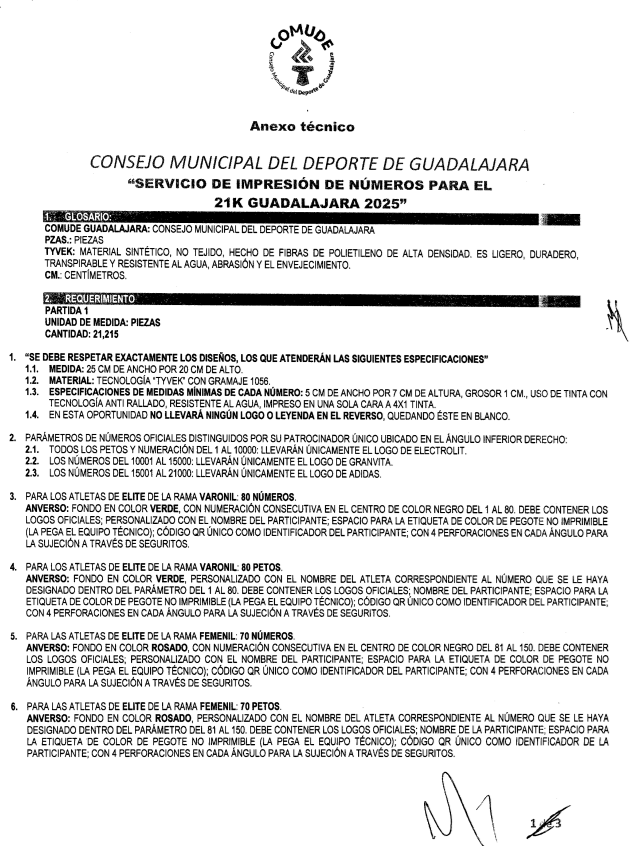 COMUDE
Consejo Municipal del Deporte de Guadalajara
Anexo técnico
CONSEJO MUNICIPAL DEL DEPORTE DE GUADALAJARA
“SERVICIO DE IMPRESIÓN DE NÚMEROS PARA EL
21K GUADALAJARA 2025”
1. GLOSARIO:
COMUDE GUADALAJARA: CONSEJO MUNICIPAL DEL DEPORTE DE GUADALAJARA
PZAS.: PIEZAS
TYVEK: MATERIAL SINTÉTICO, NO TEJIDO, HECHO DE FIBRAS DE POLIETILENO DE ALTA DENSIDAD. ES LIGERO, DURADERO,
TRANSPIRABLE Y RESISTENTE AL AGUA, ABRASIÓN Y EL ENVEJECIMIENTO.
CM.: CENTÍMETROS.
2. REQUERIMIENTO
PARTIDA 1
UNIDAD DE MEDIDA: PIEZAS
CANTIDAD: 21,215
1. “SE DEBE RESPETAR EXACTAMENTE LOS DISEÑOS, LOS QUE ATENDERÁN LAS SIGUIENTES ESPECIFICACIONES”
1.1. MEDIDA: 25 CM DE ANCHO POR 20 CM DE ALTO.
1.2. MATERIAL: TECNOLOGÍA “TYVEK” CON GRAMAJE 1056.
1.3. ESPECIFICACIONES DE MEDIDAS MÍNIMAS DE CADA NÚMERO: 5 CM DE ANCHO POR 7 CM DE ALTURA, GROSOR 1 CM., USO DE TINTA CON
TECNOLOGÍA ANTI RALLADO, RESISTENTE AL AGUA, IMPRESO EN UNA SOLA CARA A 4X1 TINTA.
1.4. EN ESTA OPORTUNIDAD NO LLEVARÁ NINGÚN LOGO O LEYENDA EN EL REVERSO, QUEDANDO ÉSTE EN BLANCO.
2. PARÁMETROS DE NÚMEROS OFICIALES DISTINGUIDOS POR SU PATROCINADOR ÚNICO UBICADO EN EL ÁNGULO INFERIOR DERECHO:
2.1. TODOS LOS PETOS Y NUMERACIÓN DEL 1 AL 10000: LLEVARÁN ÚNICAMENTE EL LOGO DE ELECTROLIT.
2.2. LOS NÚMEROS DEL 10001 AL 15000: LLEVARÁN ÚNICAMENTE EL LOGO DE GRANVITA.
2.3. LOS NÚMEROS DEL 15001 AL 21000: LLEVARÁN ÚNICAMENTE EL LOGO DE ADIDAS.
3. PARA LOS ATLETAS DE ELITE DE LA RAMA VARONIL: 80 NÚMEROS.
ANVERSO: FONDO EN COLOR VERDE, CON NUMERACIÓN CONSECUTIVA EN EL CENTRO DE COLOR NEGRO DEL 1 AL 80. DEBE CONTENER LOS
LOGOS OFICIALES; PERSONALIZADO CON EL NOMBRE DEL PARTICIPANTE; ESPACIO PARA LA ETIQUETA DE COLOR DE PEGOTE NO IMPRIMIBLE
(LA PEGA EL EQUIPO TÉCNICO); CÓDIGO QR ÚNICO COMO IDENTIFICADOR DEL PARTICIPANTE; CON 4 PERFORACIONES EN CADA ÁNGULO PARA
LA SUJECIÓN A TRAVÉS DE SEGURITOS.
4. PARA LOS ATLETAS DE ELITE DE LA RAMA VARONIL: 80 PETOS.
ANVERSO: FONDO EN COLOR VERDE, PERSONALIZADO CON EL NOMBRE DEL ATLETA CORRESPONDIENTE AL NÚMERO QUE SE LE HAYA
DESIGNADO DENTRO DEL PARÁMETRO DEL 1 AL 80. DEBE CONTENER LOS LOGOS OFICIALES; NOMBRE DEL PARTICIPANTE; ESPACIO PARA LA
ETIQUETA DE COLOR DE PEGOTE NO IMPRIMIBLE (LA PEGA EL EQUIPO TÉCNICO); CÓDIGO QR ÚNICO COMO IDENTIFICADOR DEL PARTICIPANTE;
CON 4 PERFORACIONES EN CADA ÁNGULO PARA LA SUJECIÓN A TRAVÉS DE SEGURITOS.
5. PARA LAS ATLETAS DE ELITE DE LA RAMA FEMENIL: 70 NÚMEROS.
ANVERSO: FONDO EN COLOR ROSADO, CON NUMERACIÓN CONSECUTIVA EN EL CENTRO DE COLOR NEGRO DEL 81 AL 150. DEBE CONTENER
LOS LOGOS OFICIALES; PERSONALIZADO CON EL NOMBRE DEL PARTICIPANTE; ESPACIO PARA LA ETIQUETA DE COLOR DE PEGOTE NO
IMPRIMIBLE (LA PEGA EL EQUIPO TÉCNICO); CÓDIGO QR ÚNICO COMO IDENTIFICADOR DEL PARTICIPANTE; CON 4 PERFORACIONES EN CADA
ÁNGULO PARA LA SUJECIÓN A TRAVÉS DE SEGURITOS.
6. PARA LAS ATLETAS DE ELITE DE LA RAMA FEMENIL: 70 PETOS.
ANVERSO: FONDO EN COLOR ROSADO, PERSONALIZADO CON EL NOMBRE DEL ATLETA CORRESPONDIENTE AL NÚMERO QUE SE LE HAYA
DESIGNADO DENTRO DEL PARÁMETRO DEL 81 AL 150. DEBE CONTENER LOS LOGOS OFICIALES; NOMBRE DE LA PARTICIPANTE; ESPACIO PARA
LA ETIQUETA DE COLOR DE PEGOTE NO IMPRIMIBLE (LA PEGA EL EQUIPO TÉCNICO); CÓDIGO QR ÚNICO COMO IDENTIFICADOR DE LA
PARTICIPANTE; CON 4 PERFORACIONES EN CADA ÁNGULO PARA LA SUJECIÓN A TRAVÉS DE SEGURITOS.
1 de 3